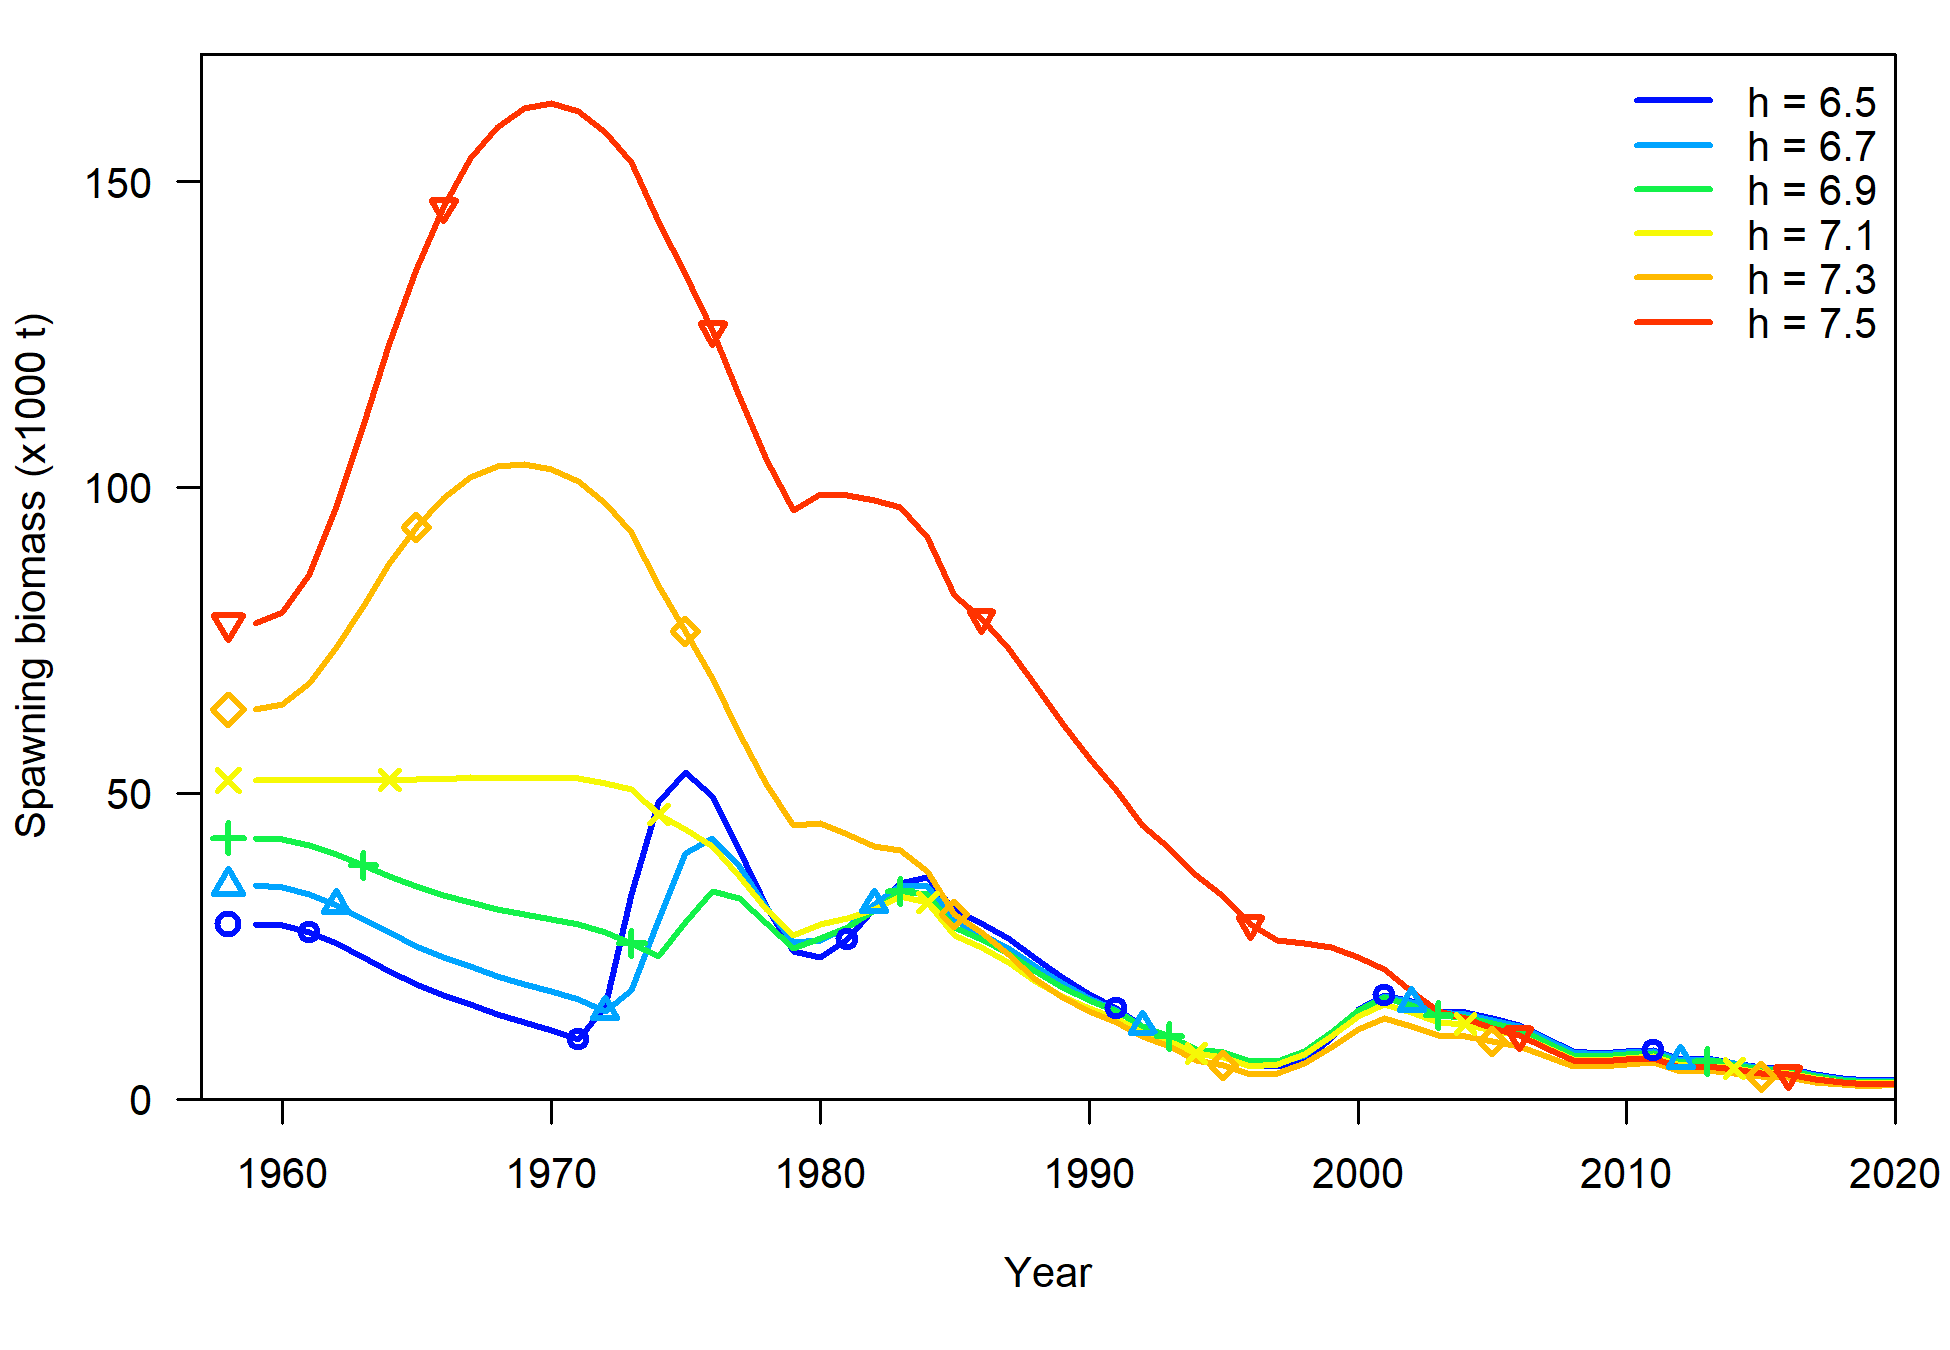 h = 6.5
h = 6.7
h = 6.9
h = 7.1
h = 7.3
h = 7.5
150
100
50
0
Spawning biomass (x1000 t)
1960 1970 1980 1990 2000 2010 2020
Year